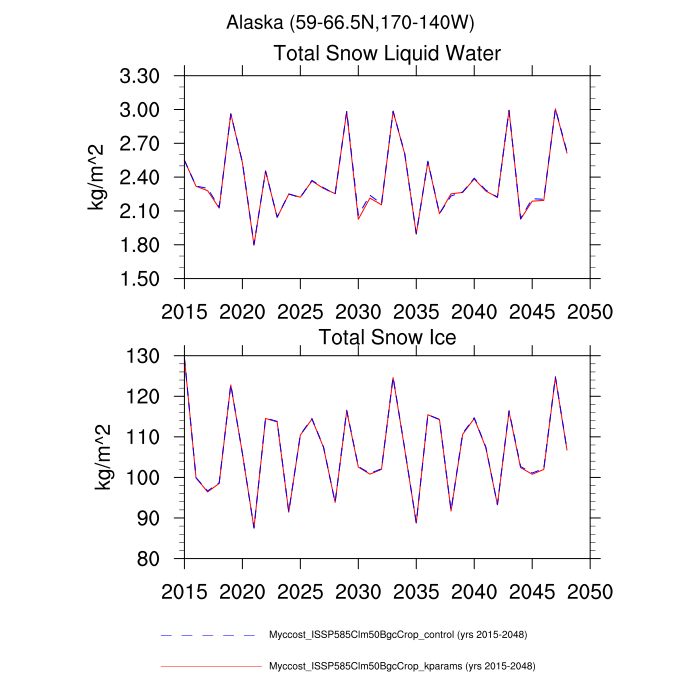 Alaska (59-66.5N,170-140W)
Total Snow Liquid Water
3.30
3.00
2.70
2.40
2.10
1.80
1.50
kg/m^2
2015 2020 2025 2030 2035 2040 2045 2050
Total Snow Ice
130
120
110
100
90
80
kg/m^2
2015 2020 2025 2030 2035 2040 2045 2050
Myccost_ISSP585Clm50BgcCrop_control (yrs 2015-2048)
Myccost_ISSP585Clm50BgcCrop_kparams (yrs 2015-2048)